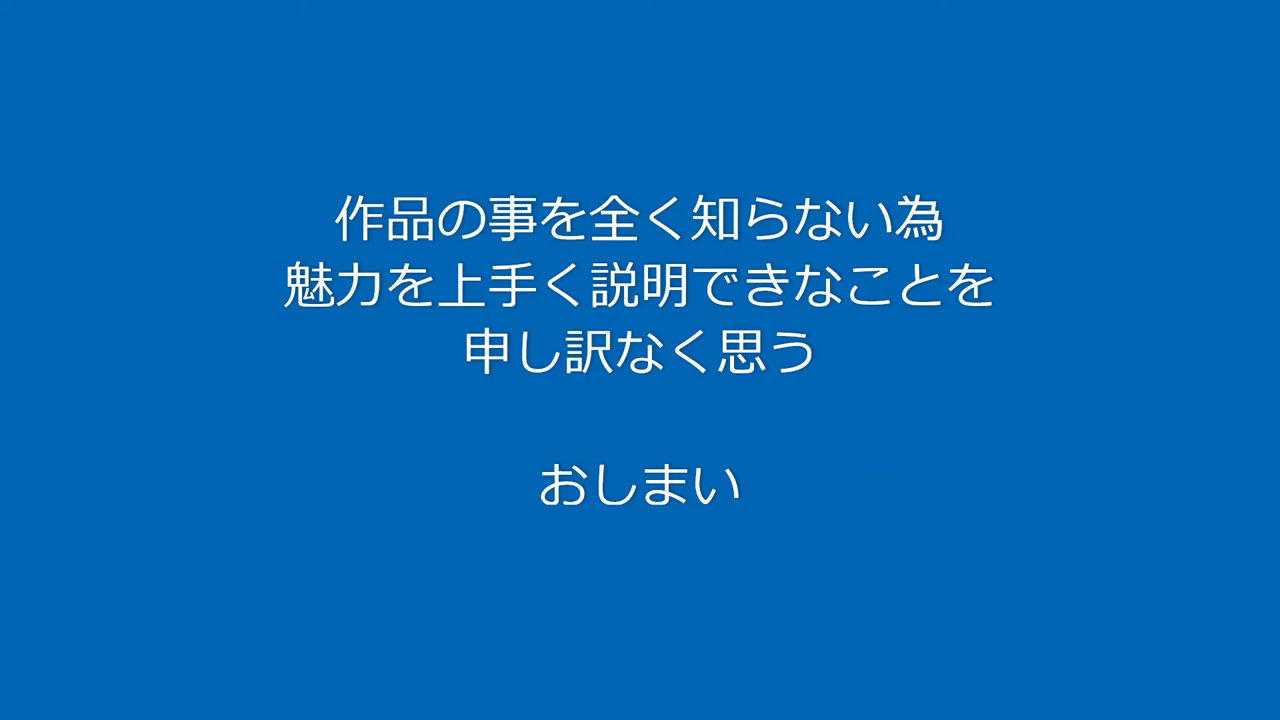 作品の事を全く知らない為
魅力を上手く説明できなことを
申し訳なく思う
おしまい